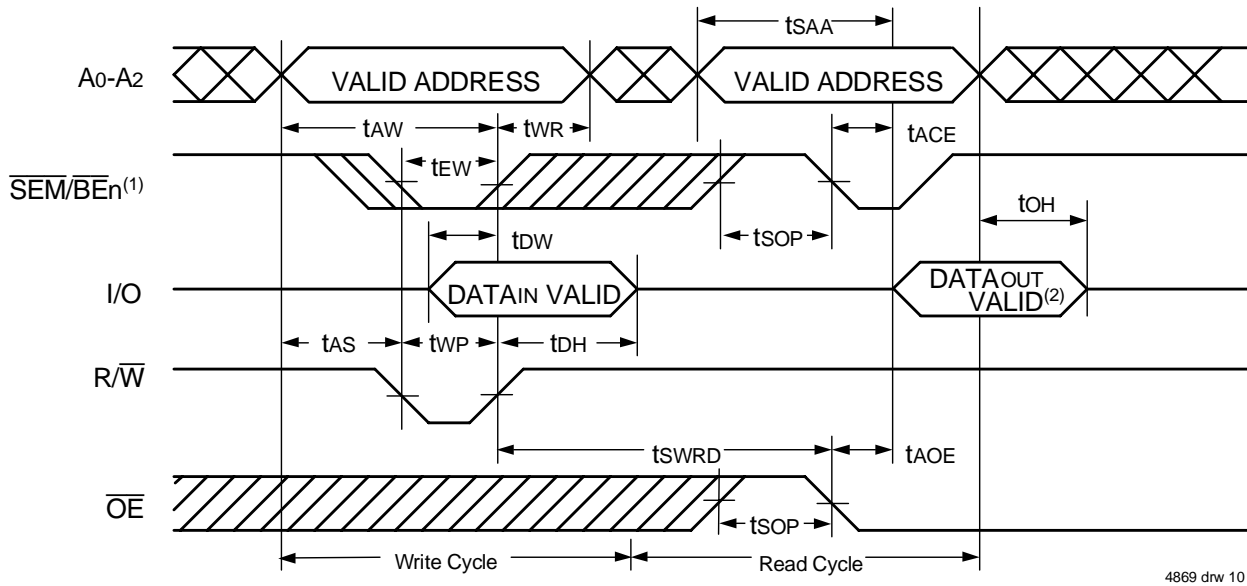 tSAA
A0-A2
VALID ADDRESS
VALID ADDRESS
tAW
tWR
tACE
tEW
SEM/BEn(1)
tOH
tSOP
tDW
I/O
DATAIN VALID
DATAOUT
VALID(2)
tAS
tWP
tDH
R/W
tSWRD
tAOE
OE
tSOP
Write Cycle
Read Cycle
4869 drw 10